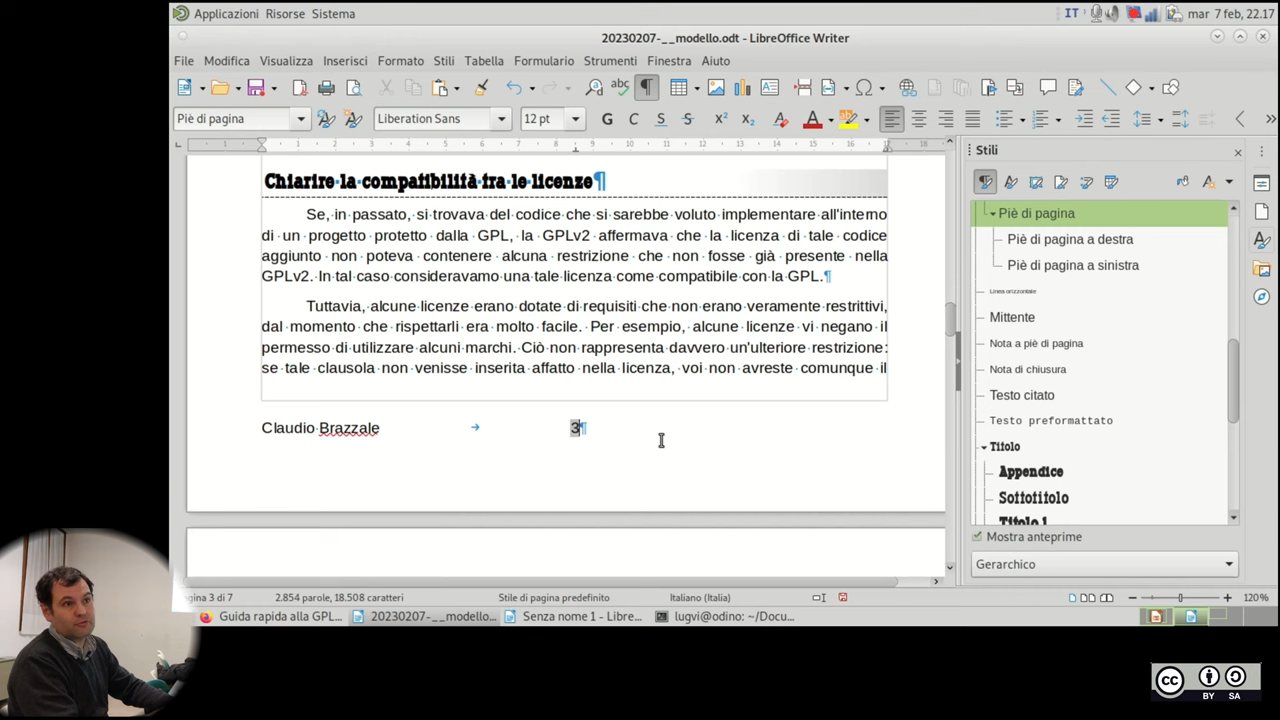 Applicazioni Risorse Sistema
IT
mar 7 feb, 22.17
20230207-__modello.odt - LibreOffice Writer
File Modifica Visualizza Inserisci Formato Stili Tabella Formulario Strumenti Finestra Aiuto
Piè di pagina
Liberation Sans
12 pt
G C S S
Stili
Chiarire la compatibilità fra le licenze¶
Se, in passato, si trovava del codice che si sarebbe voluto implementare all'interno
di un progetto protetto dalla GPL, la GPLv2 affermava che la licenza di tale codice
aggiunto non poteva contenere alcuna restrizione che non fosse già presente nella
GPLv2. In tal caso consideravamo una tale licenza come compatibile con la GPL.¶
Tuttavia, alcune licenze erano dotate di requisiti che non erano veramente restrittivi,
dal momento che rispettarli era molto facile. Per esempio, alcune licenze vi negano il
permesso di utilizzare alcuni marchi. Ciò non rappresenta davvero un'ulteriore restrizione:
se tale clausola non venisse inserita affatto nella licenza, voi non avreste comunque il
Claudio Brazzale → 3¶
Piè di pagina
Piè di pagina a destra
Piè di pagina a sinistra
Linea orizzontale
Mittente
Nota a piè di pagina
Nota di chiusura
Testo citato
Testo preformattato
Titolo
Appendice
Sottotitolo
Titolo 1
Mostra anteprime
Gerarchico
agina 3 di 7
2.854 parole, 18.508 caratteri
Stile di pagina predefinito
Italiano (Italia)
120%
Guida rapida alla GPL...
20230207-__modello...
Senza nome 1 - Libre...
lugvi@odino: ~/Docu...
CC BY SA